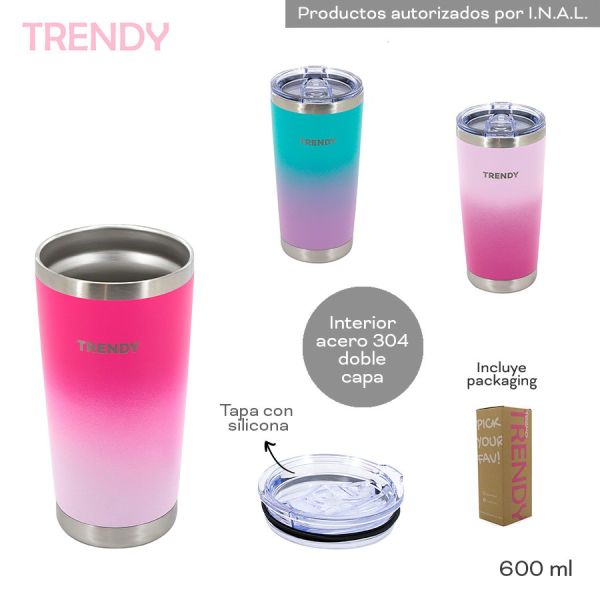 TRENDY
Productos autorizados por I.N.A.L.
TRENDY
TRENDY
TRENDY
Interior
acero 304
doble
capa
Incluye
packaging
Tapa con
silicona
PICK
YOUR
FAV!
TRENDY
600 ml